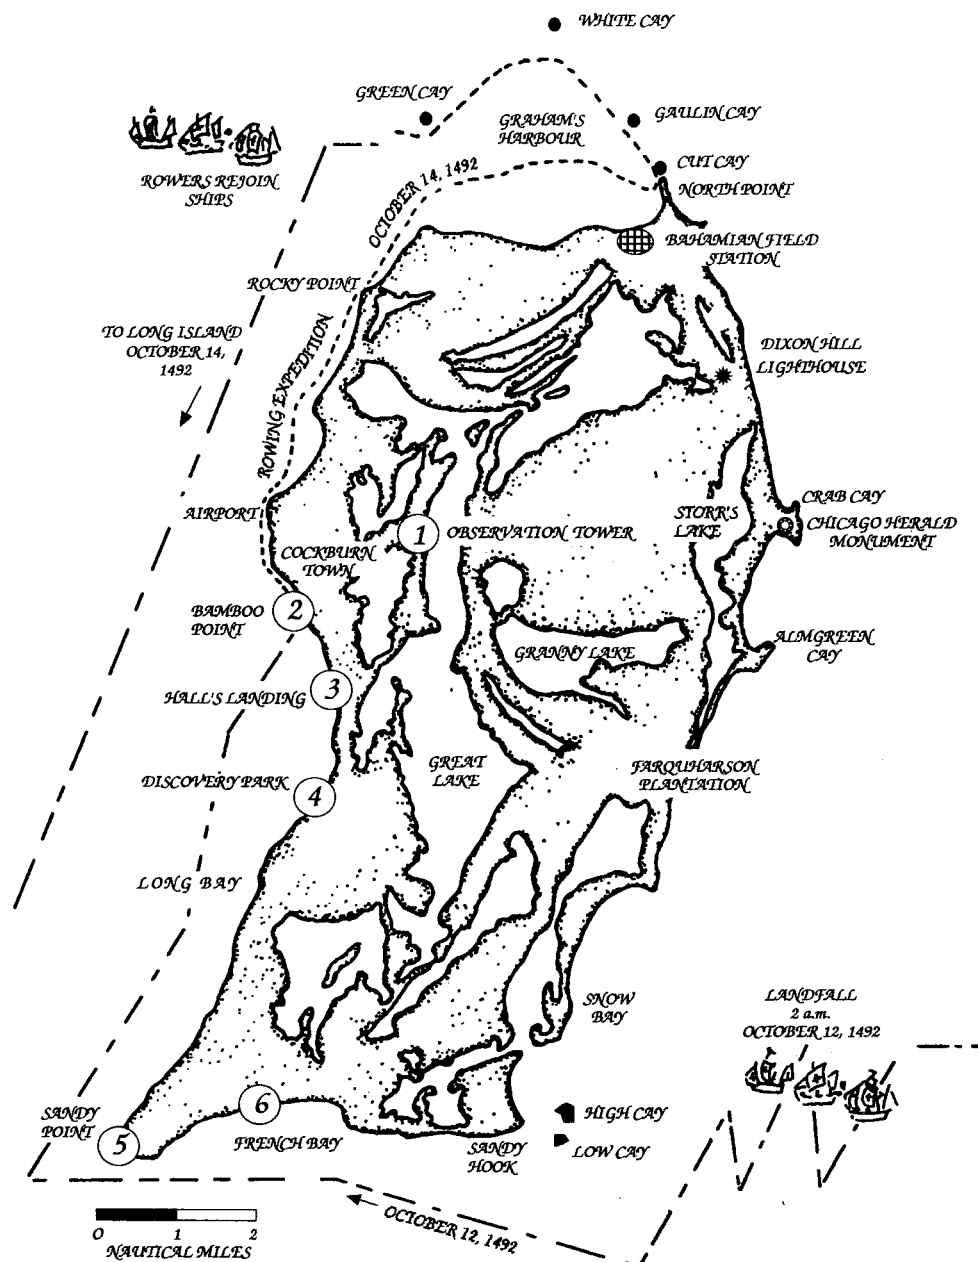 WHITE CAY
GREEN CAY
GRAHAM'S
HARBOUR
GAULIN CAY
CUT CAY
NORTH POINT
ROWERS REJOIN
SHIPS
OCTOBER 14, 1492
BAHAMIAN FIELD
STATION
ROCKY POINT
TO LONG ISLAND
OCTOBER 14,
1492
ROWING EXPEDITION
DIXON HILL
LIGHTHOUSE
AIRPORT
CRAB CAY
STORR'S
LAKE
CHICAGO HERALD
MONUMENT
1
OBSERVATION TOWER
COCKBURN
TOWN
BAMBOO
POINT
2
GRANNY LAKE
ALMGREEN
CAY
HALL'S LANDING
3
GREAT
LAKE
FARQUHARSON
PLANTATION
DISCOVERY PARK
4
LONG BAY
SNOW
BAY
LANDFALL
2 a.m.
OCTOBER 12, 1492
SANDY
POINT
5
6
FRENCH BAY
HIGH CAY
LOW CAY
SANDY
HOOK
OCTOBER 12, 1492
0 1 2
NAUTICAL MILES